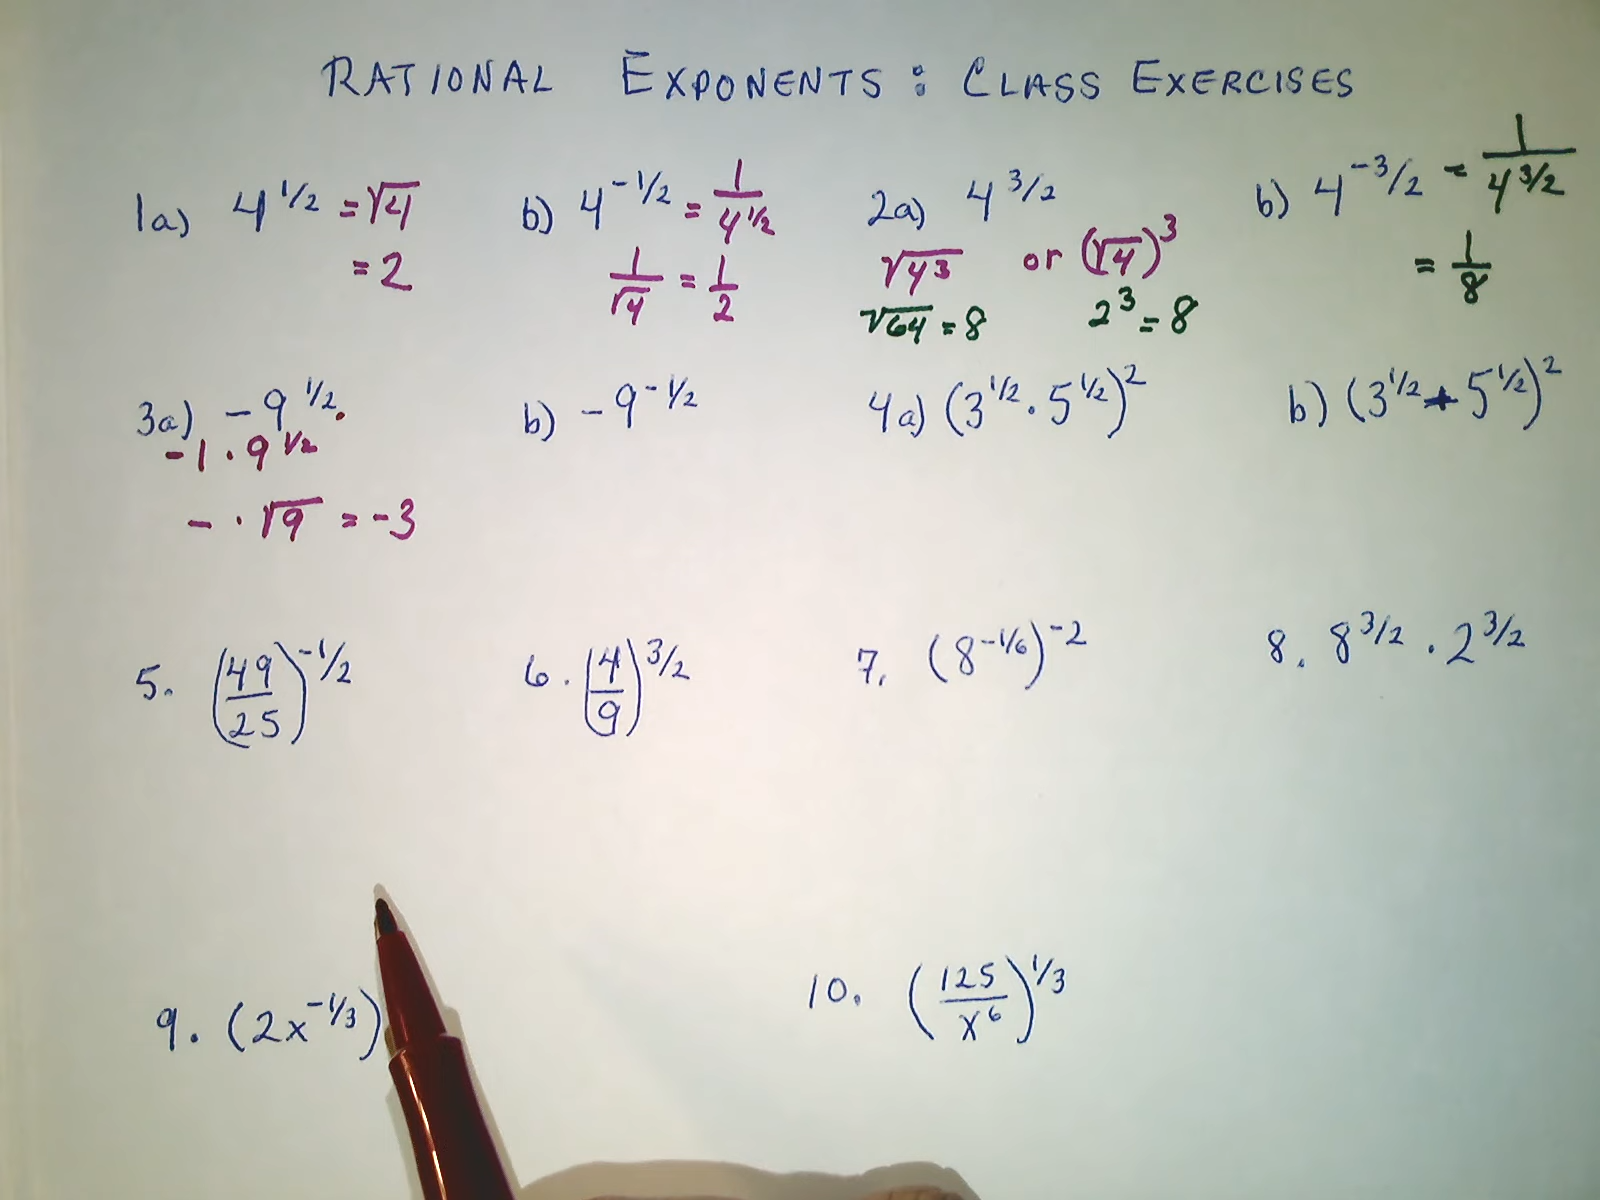 RATIONAL EXPONENTS : CLASS EXERCISES
1a) 4^1/2 = √4
= 2
b) 4^-1/2 = 1/4^1/2
1/√4 = 1/2
2a) 4^3/2
√4^3 or (√4)^3
√64 = 8 2^3 = 8
b) 4^-3/2 = 1/4^3/2
= 1/8
3a) -9^1/2.
-1 · 9^1/2
- · √9 = -3
b) -9^-1/2
4a) (3^1/2 · 5^1/2)^2
b) (3^1/2 + 5^1/2)^2
5. (49/25)^-1/2
6. (4/9)^3/2
7. (8^-1/6)^-2
8. 8^3/2 · 2^3/2
9. (2x^-1/3)
10. (125/x^6)^1/3